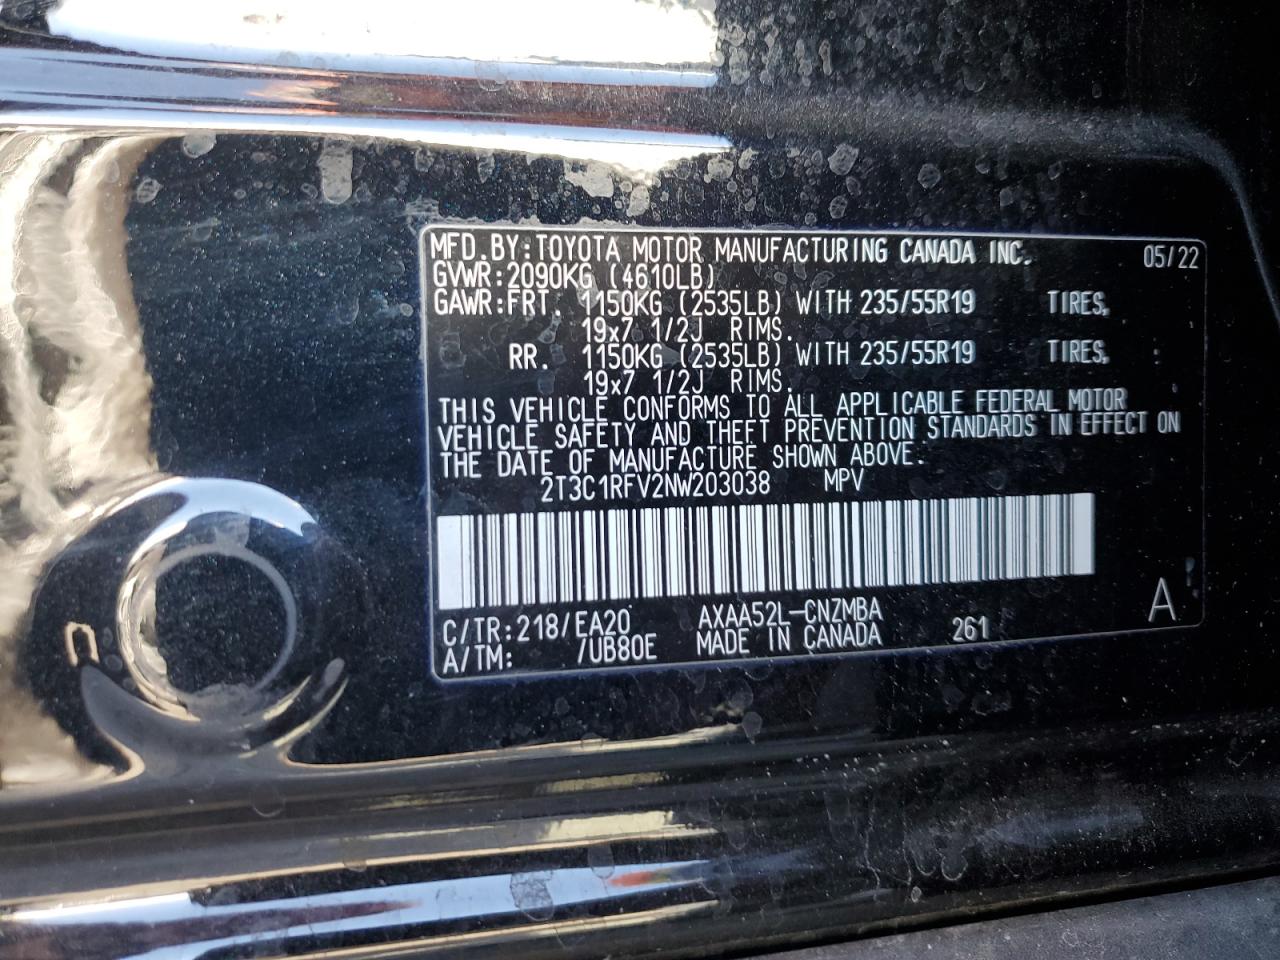 MFD.BY:TOYOTA MOTOR MANUFACTURING CANADA INC. 05/22
GVWR:2090KG (4610LB)
GAWR:FRT. 1150KG (2535LB) WITH 235/55R19 TIRES,
19x7 1/2J RIMS.
RR. 1150KG (2535LB) WITH 235/55R19 TIRES,
19x7 1/2J RIMS.
THIS VEHICLE CONFORMS TO ALL APPLICABLE FEDERAL MOTOR
VEHICLE SAFETY AND THEFT PREVENTION STANDARDS IN EFFECT ON
THE DATE OF MANUFACTURE SHOWN ABOVE.
2T3C1RFV2NW203038 MPV
C/TR:218/EA20 AXAA52L-CNZMBA
A/TM: /UB80E MADE IN CANADA 261 A